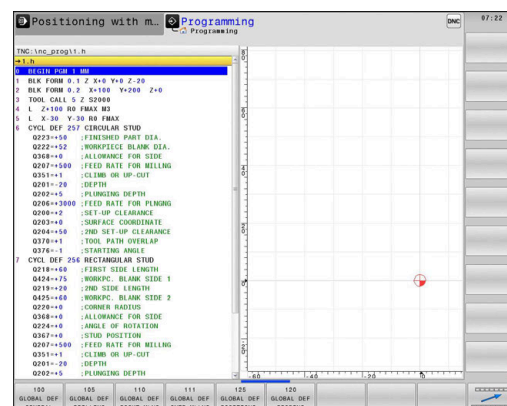 Positioning with m…
Programming
Programming
DNC
07:22
TNC:\nc_prog\1.h
→1.h
0 BEGIN PGM 1 MM
1 BLK FORM 0.1 Z X+0 Y+0 Z-20
2 BLK FORM 0.2 X+100 Y+200 Z+0
3 TOOL CALL 5 Z S2000
4 L Z+100 R0 FMAX M3
5 L X-30 Y-30 R0 FMAX
6 CYCL DEF 257 CIRCULAR STUD
Q223=+50 ;FINISHED PART DIA.
Q222=+52 ;WORKPIECE BLANK DIA.
Q368=+0 ;ALLOWANCE FOR SIDE
Q207=+500 ;FEED RATE FOR MILLNG
Q351=+1 ;CLIMB OR UP-CUT
Q201=-20 ;DEPTH
Q202=+5 ;PLUNGING DEPTH
Q206=+3000 ;FEED RATE FOR PLNGNG
Q200=+2 ;SET-UP CLEARANCE
Q203=+0 ;SURFACE COORDINATE
Q204=+50 ;2ND SET-UP CLEARANCE
Q370=+1 ;TOOL PATH OVERLAP
Q376=-1 ;STARTING ANGLE
7 CYCL DEF 256 RECTANGULAR STUD
Q218=+60 ;FIRST SIDE LENGTH
Q424=+75 ;WORKPC. BLANK SIDE 1
Q219=+20 ;2ND SIDE LENGTH
Q425=+60 ;WORKPC. BLANK SIDE 2
Q220=+0 ;CORNER RADIUS
Q368=+0 ;ALLOWANCE FOR SIDE
Q224=+0 ;ANGLE OF ROTATION
Q367=+0 ;STUD POSITION
Q207=+500 ;FEED RATE FOR MILLNG
Q351=+1 ;CLIMB OR UP-CUT
Q201=-20 ;DEPTH
Q202=+5 ;PLUNGING DEPTH
-60 -40 -20 0
100 105 110 111 125 120
GLOBAL DEF GLOBAL DEF GLOBAL DEF GLOBAL DEF GLOBAL DEF GLOBAL DEF